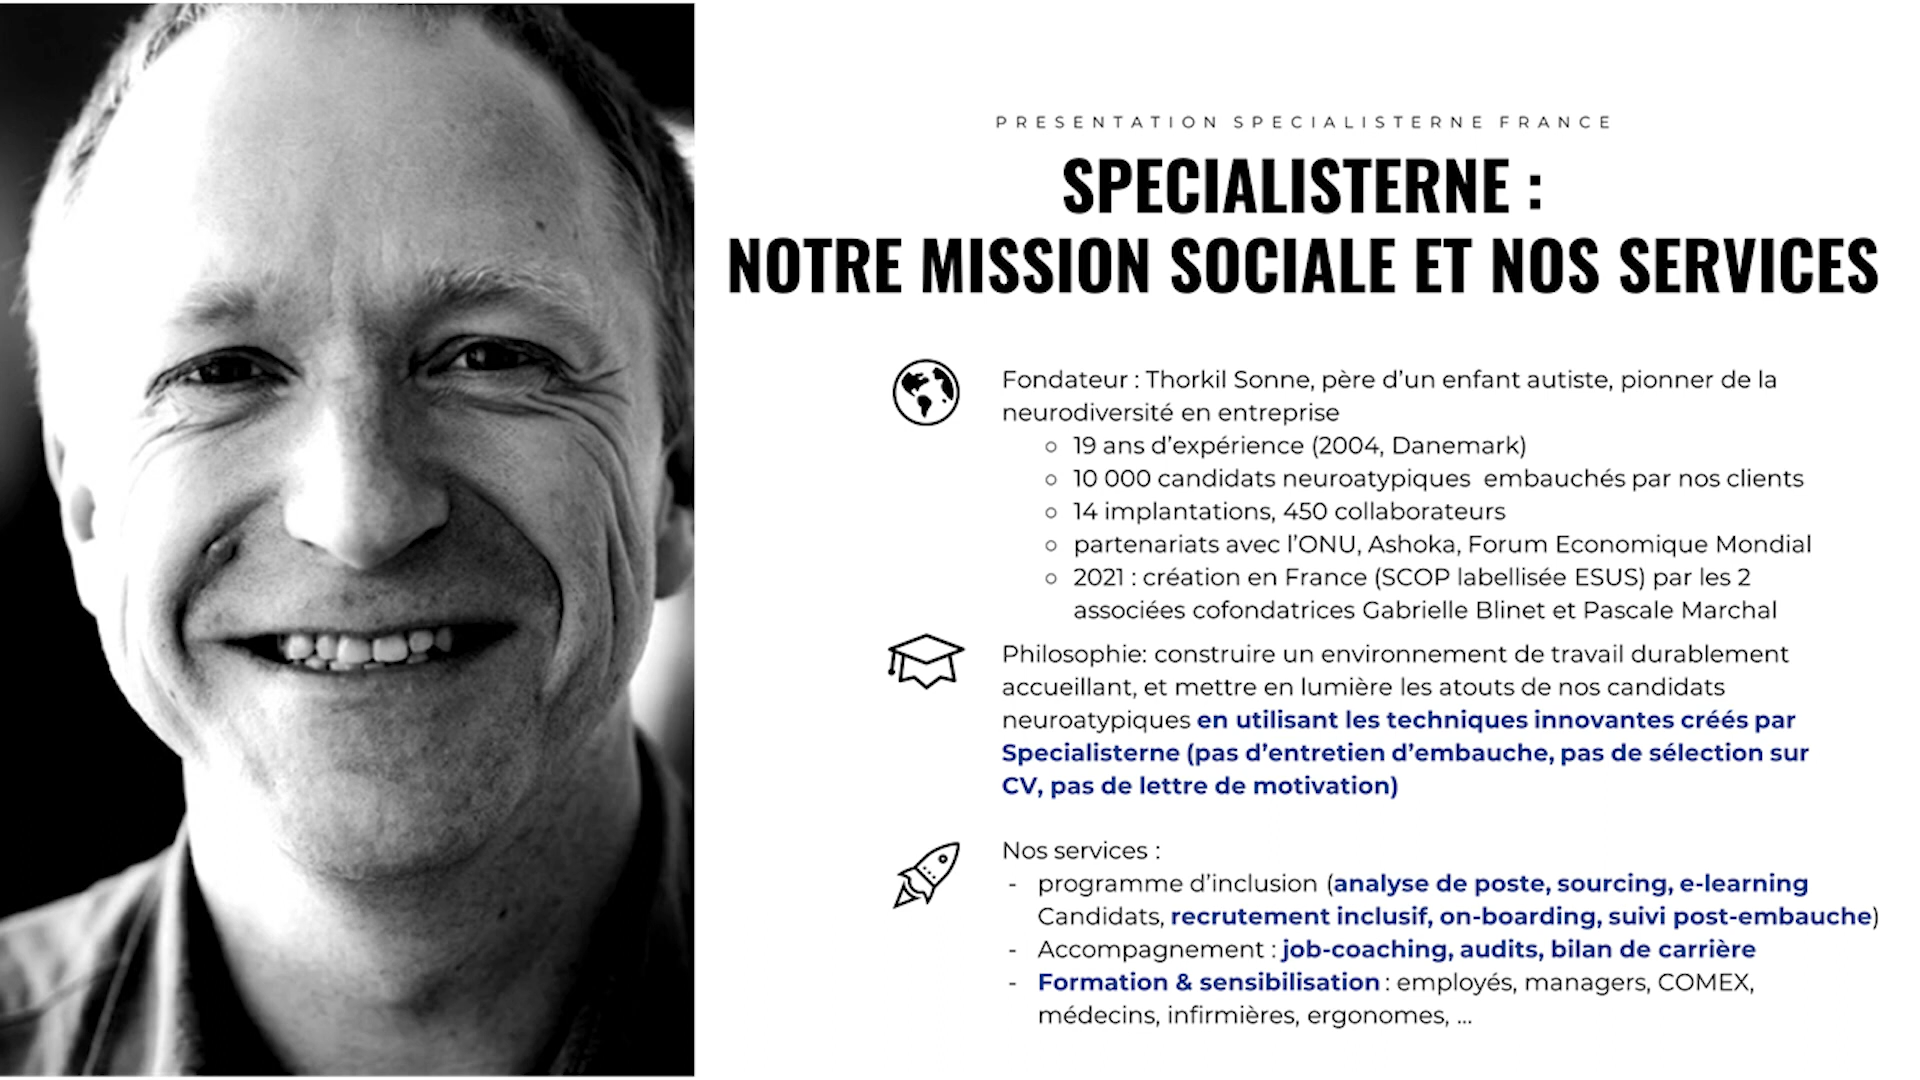 PRESENTATION SPECIALISTERNE FRANCE
SPECIALISTERNE :
NOTRE MISSION SOCIALE ET NOS SERVICES
Fondateur : Thorkil Sonne, père d’un enfant autiste, pionner de la
neurodiversité en entreprise
○ 19 ans d’expérience (2004, Danemark)
○ 10 000 candidats neuroatypiques embauchés par nos clients
○ 14 implantations, 450 collaborateurs
○ partenariats avec l’ONU, Ashoka, Forum Economique Mondial
○ 2021 : création en France (SCOP labellisée ESUS) par les 2
associées cofondatrices Gabrielle Blinet et Pascale Marchal
Philosophie: construire un environnement de travail durablement
accueillant, et mettre en lumière les atouts de nos candidats
neuroatypiques en utilisant les techniques innovantes créés par
Specialisterne (pas d’entretien d’embauche, pas de sélection sur
CV, pas de lettre de motivation)
Nos services :
- programme d’inclusion (analyse de poste, sourcing, e-learning
Candidats, recrutement inclusif, on-boarding, suivi post-embauche)
- Accompagnement : job-coaching, audits, bilan de carrière
- Formation & sensibilisation : employés, managers, COMEX,
médecins, infirmières, ergonomes, ...